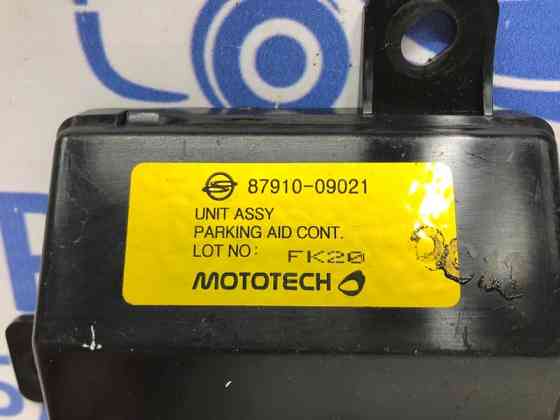 87910-09021
UNIT ASSY
PARKING AID CONT.
LOT NO: FK20
MOTOTECH